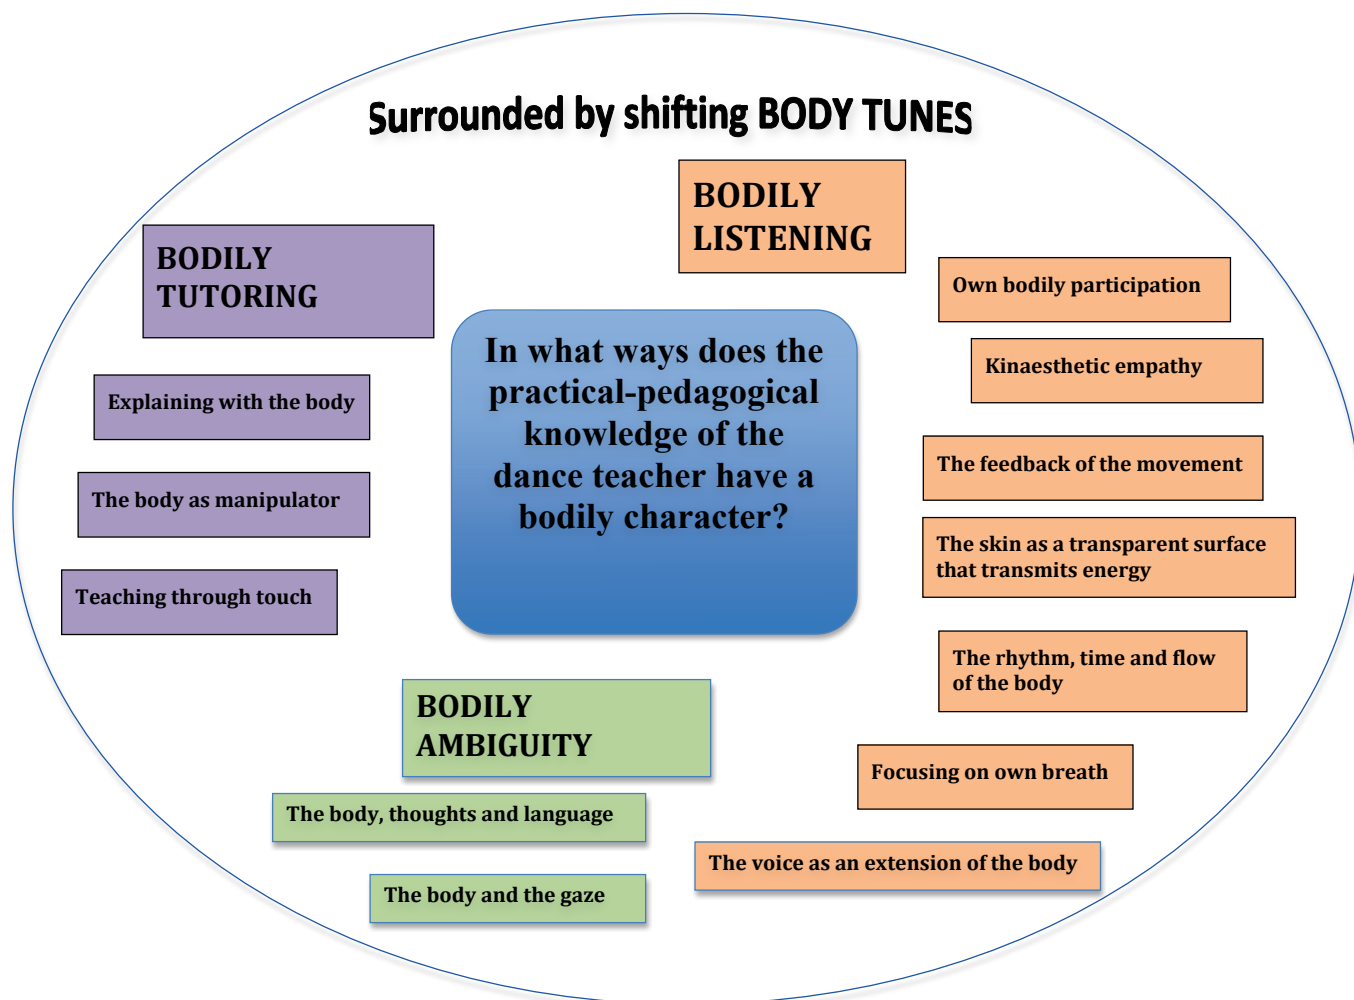 Surrounded by shifting BODY TUNES
BODILY
LISTENING
BODILY
TUTORING
Own bodily participation
In what ways does the
practical-pedagogical
knowledge of the
dance teacher have a
bodily character?
Kinaesthetic empathy
Explaining with the body
The feedback of the movement
The body as manipulator
The skin as a transparent surface
that transmits energy
Teaching through touch
The rhythm, time and flow
of the body
BODILY
AMBIGUITY
Focusing on own breath
The body, thoughts and language
The voice as an extension of the body
The body and the gaze